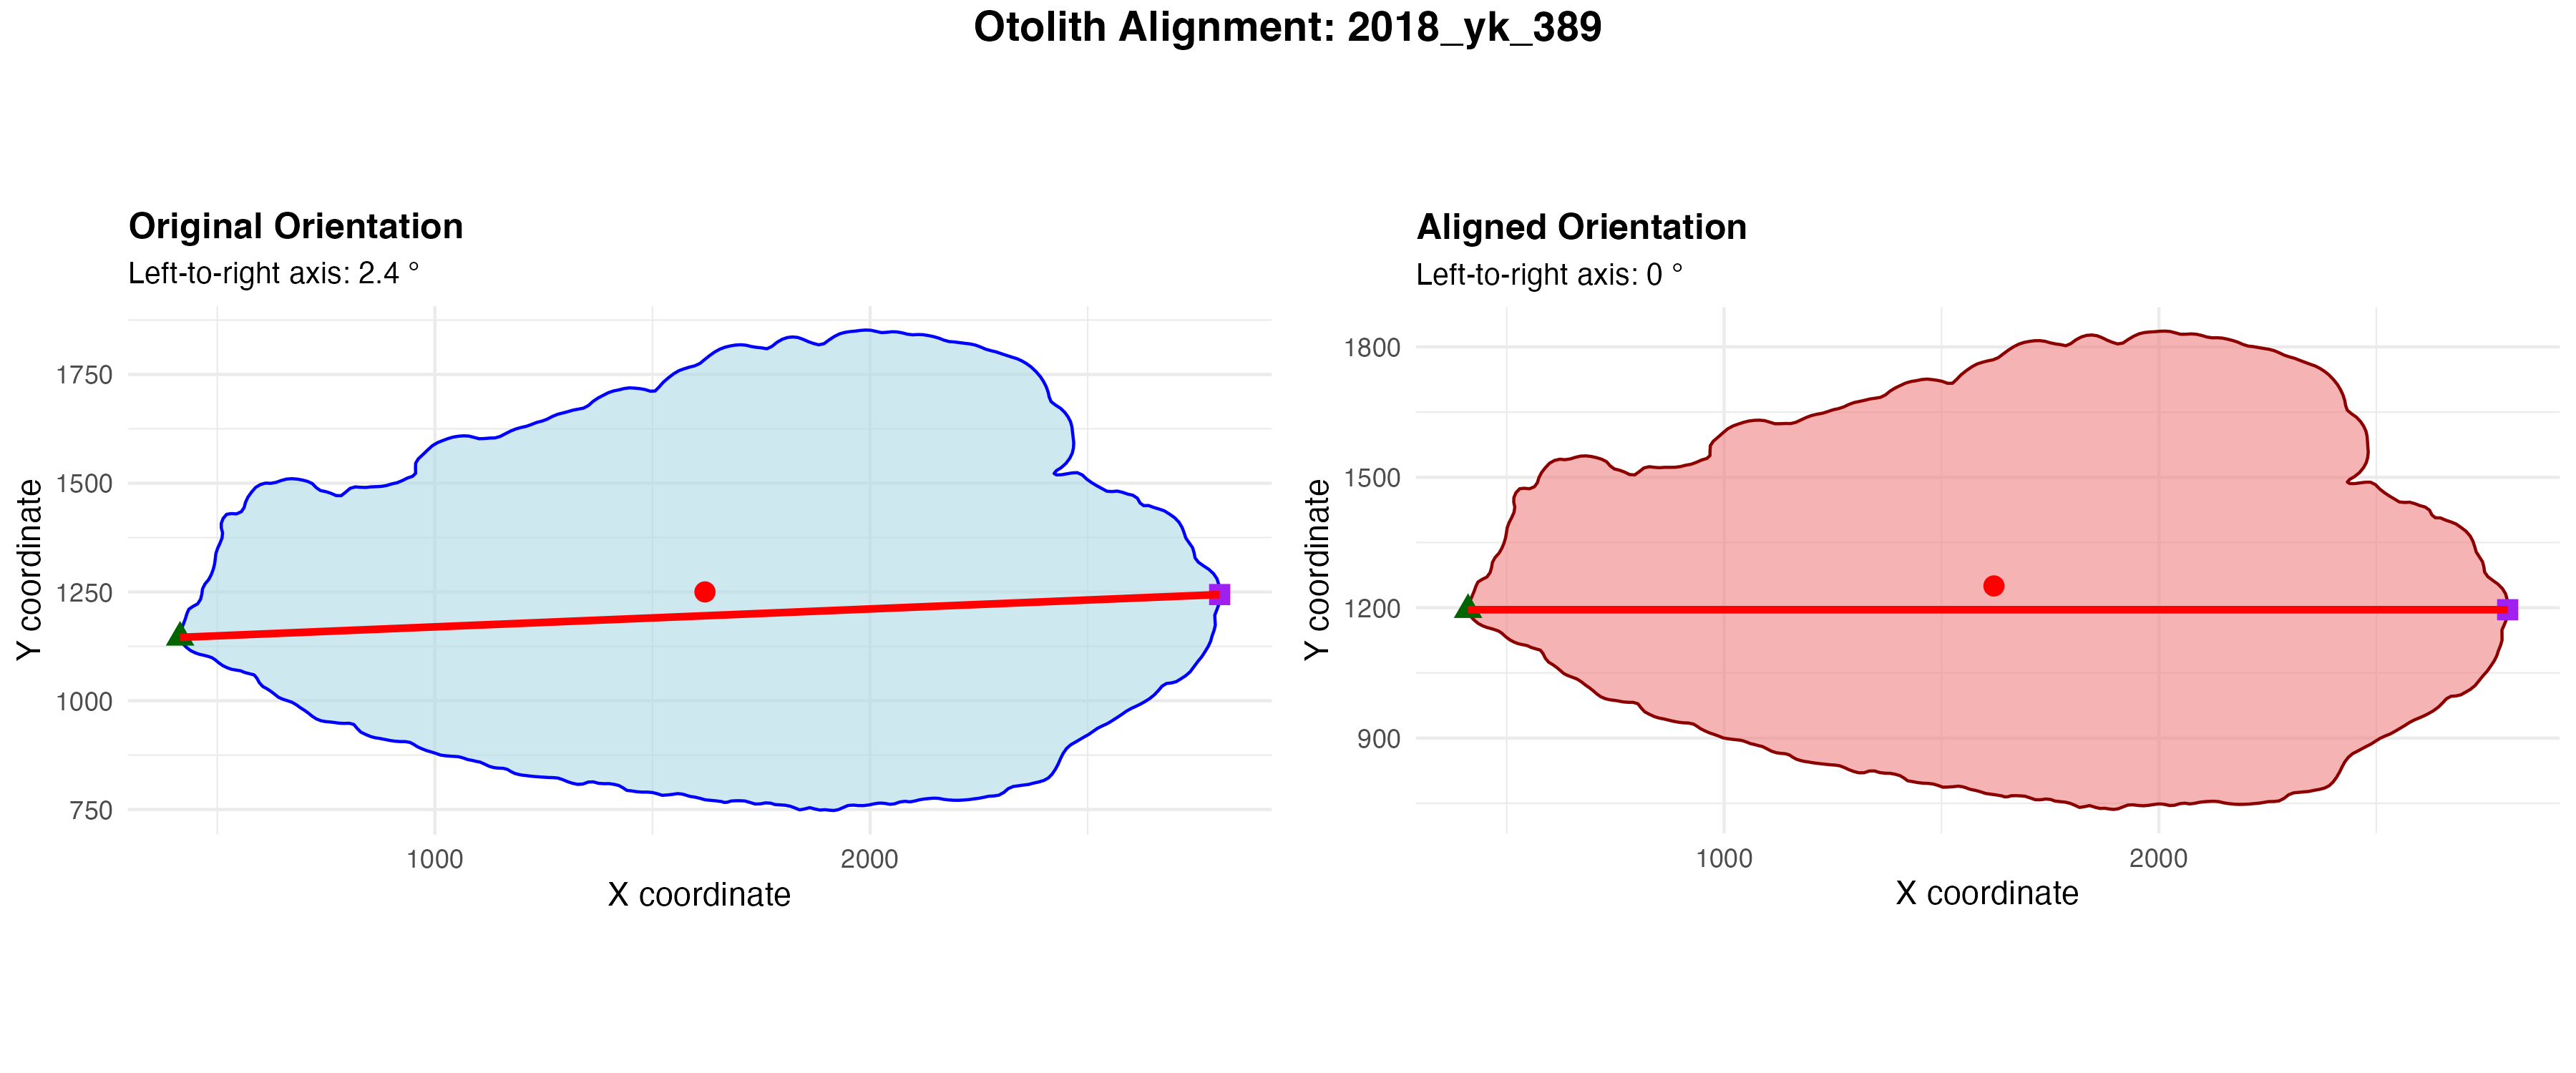 Otolith Alignment: 2018_yk_389
Original Orientation
Left-to-right axis: 2.4 °
1750
1500
1250
1000
750
Y coordinate
1000
2000
X coordinate
Aligned Orientation
Left-to-right axis: 0 °
1800
1500
1200
900
Y coordinate
1000
2000
X coordinate